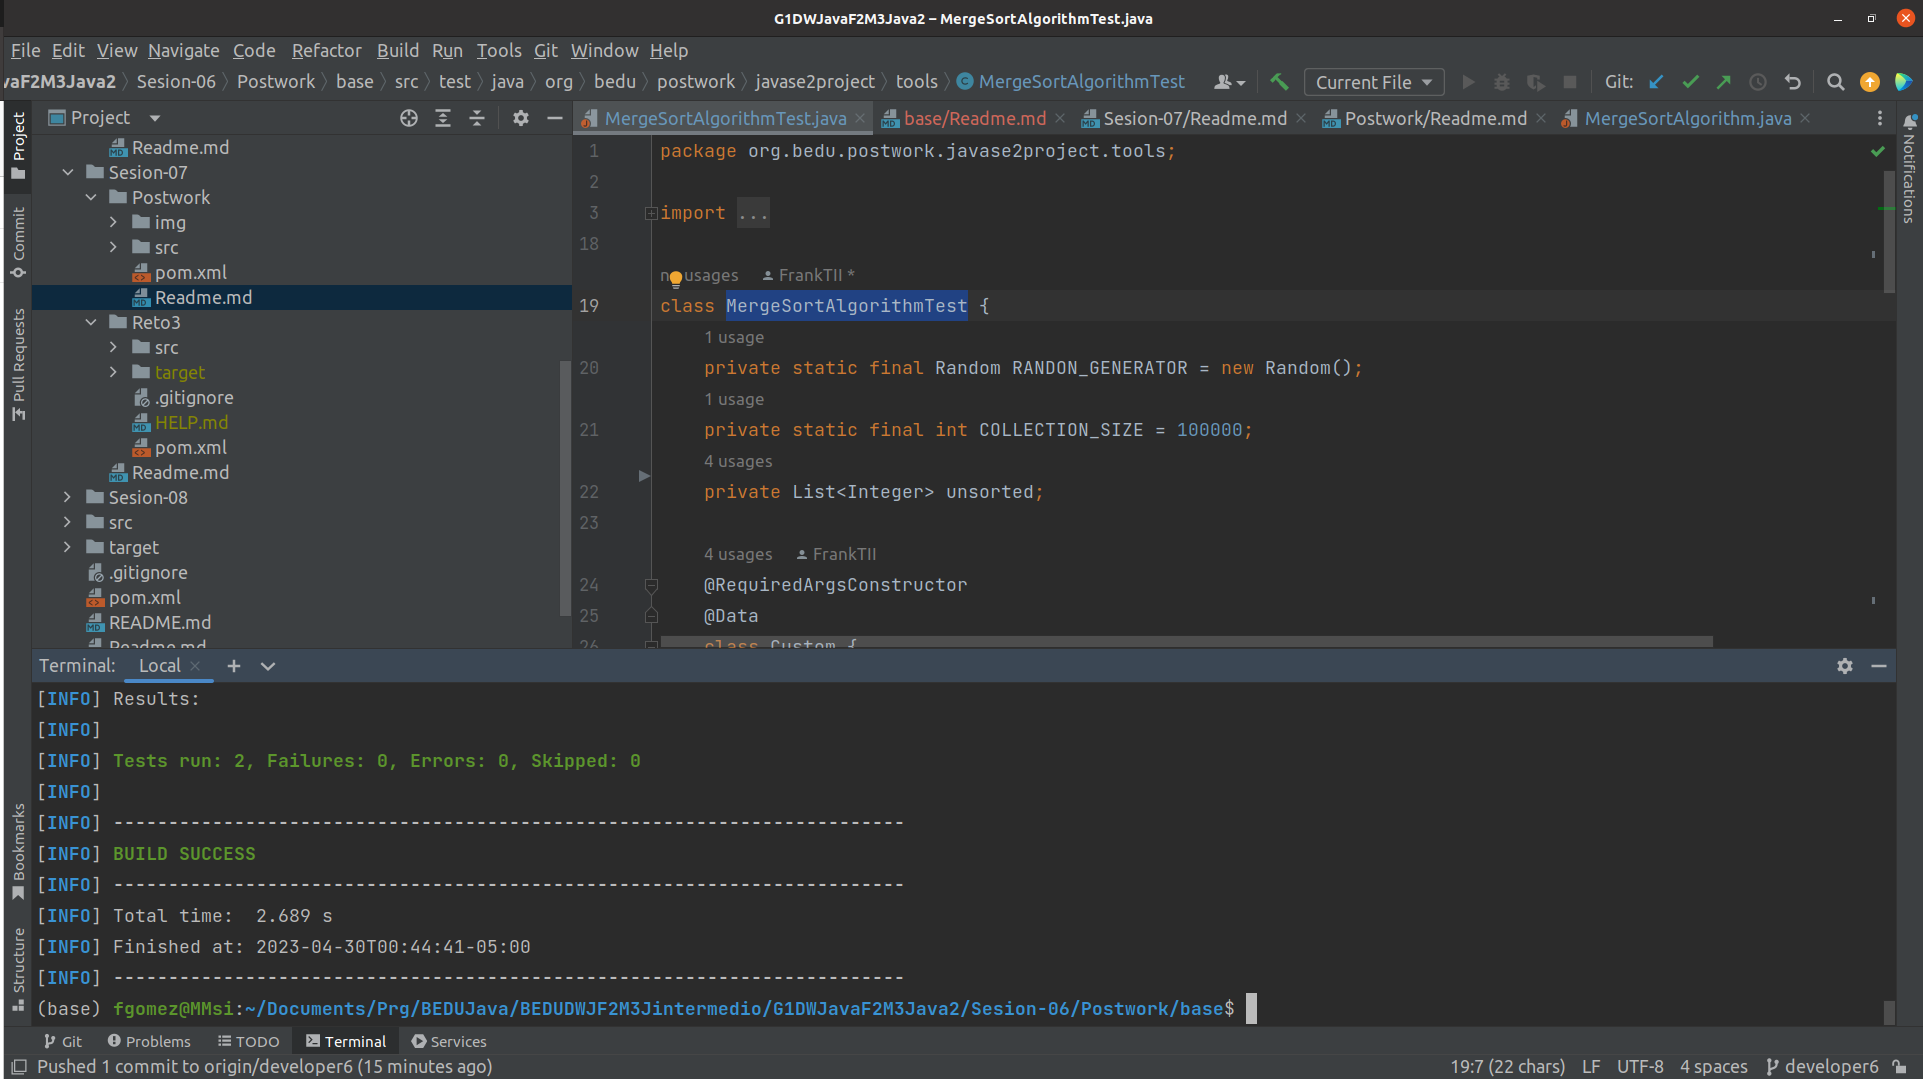 G1DWJavaF2M3Java2 – MergeSortAlgorithmTest.java
File Edit View Navigate Code Refactor Build Run Tools Git Window Help
vaF2M3Java2 Sesion-06 Postwork base src test java org bedu postwork javase2project tools MergeSortAlgorithmTest Current File Git:
Project
MergeSortAlgorithmTest.java base/Readme.md Sesion-07/Readme.md Postwork/Readme.md MergeSortAlgorithm.java
Project
Commit
Pull Requests
Bookmarks
Structure
Notifications
Readme.md
Sesion-07
Postwork
img
src
pom.xml
Readme.md
Reto3
src
target
.gitignore
HELP.md
pom.xml
Readme.md
Sesion-08
src
target
.gitignore
pom.xml
README.md
Readme.md
1 package org.bedu.postwork.javase2project.tools;
2
3 import ...
18
usages FrankTII *
19 class MergeSortAlgorithmTest {
1 usage
20 private static final Random RANDON_GENERATOR = new Random();
1 usage
21 private static final int COLLECTION_SIZE = 100000;
4 usages
22 private List<Integer> unsorted;
23
4 usages FrankTII
24 @RequiredArgsConstructor
25 @Data
26 class Custom {
Terminal: Local
[INFO] Results:
[INFO]
[INFO] Tests run: 2, Failures: 0, Errors: 0, Skipped: 0
[INFO]
[INFO] ------------------------------------------------------------------------
[INFO] BUILD SUCCESS
[INFO] ------------------------------------------------------------------------
[INFO] Total time:  2.689 s
[INFO] Finished at: 2023-04-30T00:44:41-05:00
[INFO] ------------------------------------------------------------------------
(base) fgomez@MMsi:~/Documents/Prg/BEDUJava/BEDUDWJF2M3Jintermedio/G1DWJavaF2M3Java2/Sesion-06/Postwork/base$
Git Problems TODO Terminal Services
Pushed 1 commit to origin/developer6 (15 minutes ago) 19:7 (22 chars) LF UTF-8 4 spaces developer6